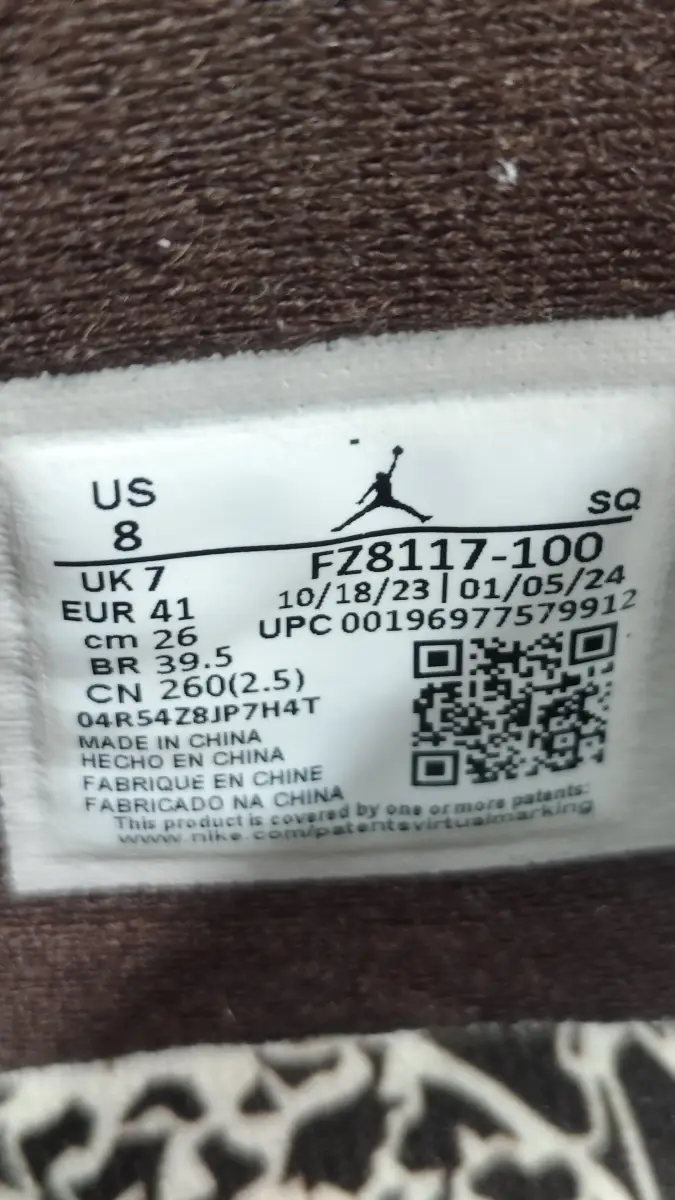 US
8
SQ
UK 7
FZ8117-100
EUR 41
10/18/23 | 01/05/24
cm 26
UPC 00196977579912
BR 39.5
CN 260(2.5)
04R54Z8JP7H4T
MADE IN CHINA
HECHO EN CHINA
FABRIQUE EN CHINE
FABRICADO NA CHINA
This product is covered by one or more patents:
www.nike.com/patentsvirtualmarking